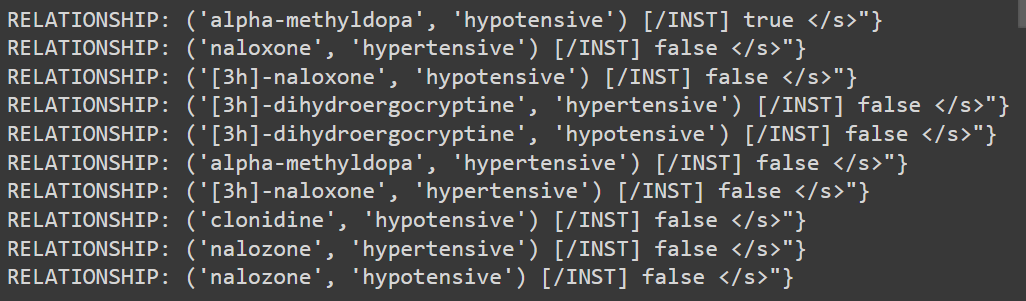 RELATIONSHIP: ('alpha-methyldopa', 'hypotensive') [/INST] true </s>"}
RELATIONSHIP: ('naloxone', 'hypertensive') [/INST] false </s>"}
RELATIONSHIP: ('[3h]-naloxone', 'hypotensive') [/INST] false </s>"}
RELATIONSHIP: ('[3h]-dihydroergocryptine', 'hypertensive') [/INST] false </s>"}
RELATIONSHIP: ('[3h]-dihydroergocryptine', 'hypotensive') [/INST] false </s>"}
RELATIONSHIP: ('alpha-methyldopa', 'hypertensive') [/INST] false </s>"}
RELATIONSHIP: ('[3h]-naloxone', 'hypertensive') [/INST] false </s>"}
RELATIONSHIP: ('clonidine', 'hypotensive') [/INST] false </s>"}
RELATIONSHIP: ('nalozone', 'hypertensive') [/INST] false </s>"}
RELATIONSHIP: ('nalozone', 'hypotensive') [/INST] false </s>"}